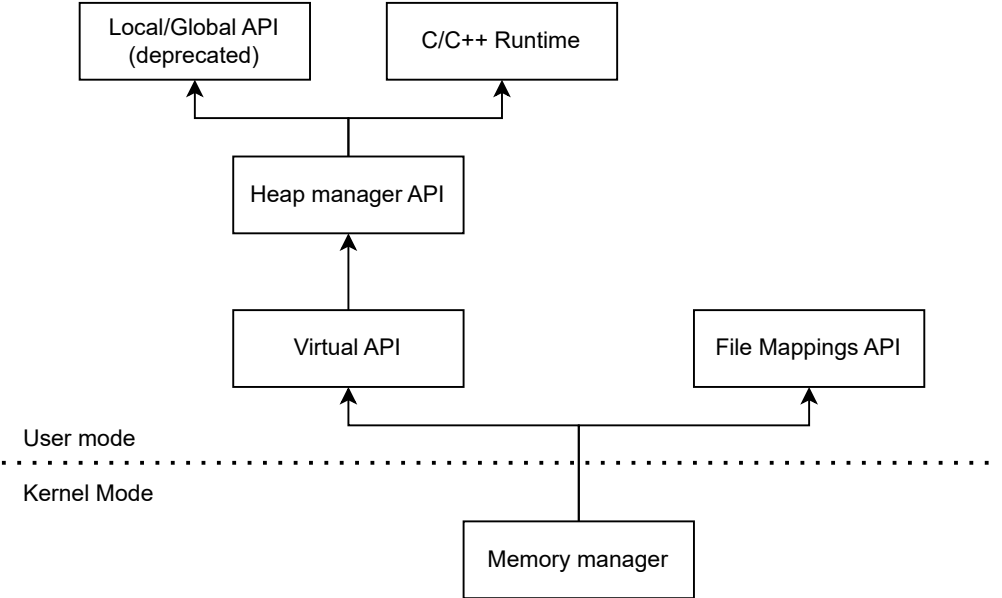 Local/Global API
(deprecated)
C/C++ Runtime
Heap manager API
Virtual API
File Mappings API
User mode
Kernel Mode
Memory manager